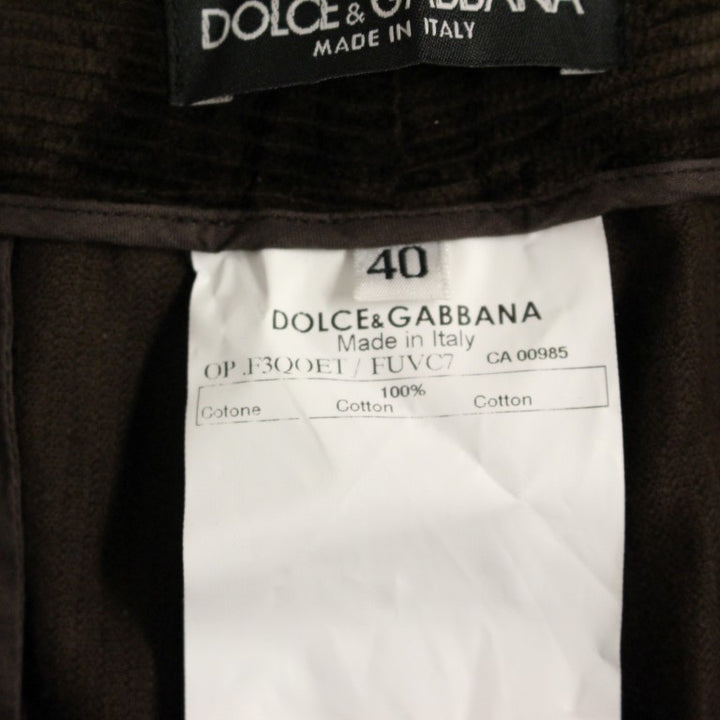 DOLCE & GABBANA
MADE IN ITALY
40
DOLCE&GABBANA
Made in Italy
OP .F3QOET / FUVC7 CA 00985
100%
Cotone Cotton Cotton